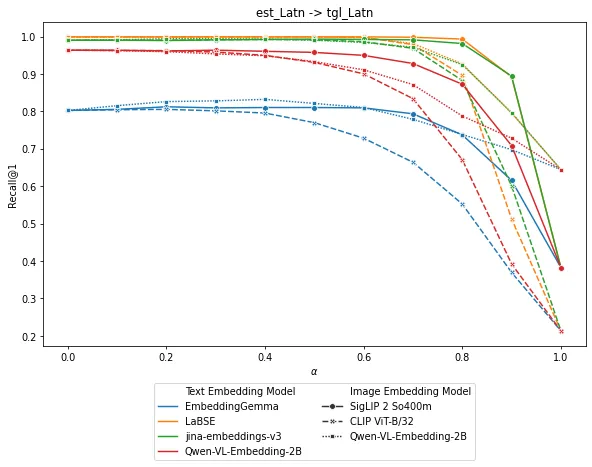 est_Latn -> tgl_Latn
Recall@1
1.0
0.9
0.8
0.7
0.6
0.5
0.4
0.3
0.2
0.0 0.2 0.4 0.6 0.8 1.0
α
Text Embedding Model
EmbeddingGemma
LaBSE
jina-embeddings-v3
Qwen-VL-Embedding-2B
Image Embedding Model
SigLIP 2 So400m
CLIP ViT-B/32
Qwen-VL-Embedding-2B